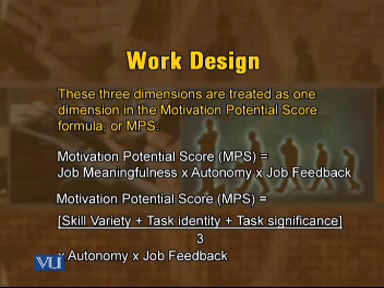 Work Design
These three dimensions are treated as one
dimension in the Motivation Potential Score
formula, or MPS:
Motivation Potential Score (MPS) =
Job Meaningfulness x Autonomy x Job Feedback
Motivation Potential Score (MPS) =
[Skill Variety + Task identity + Task significance]
3
x Autonomy x Job Feedback
VU